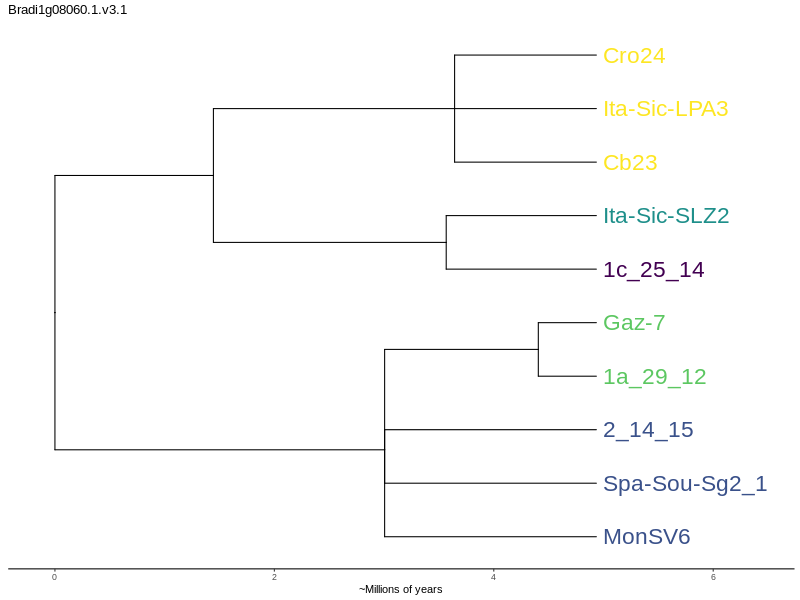 Bradi1g08060.1.v3.1
Cro24
Ita-Sic-LPA3
Cb23
Ita-Sic-SLZ2
1c_25_14
Gaz-7
1a_29_12
2_14_15
Spa-Sou-Sg2_1
MonSV6
0 2 4 6
~Millions of years